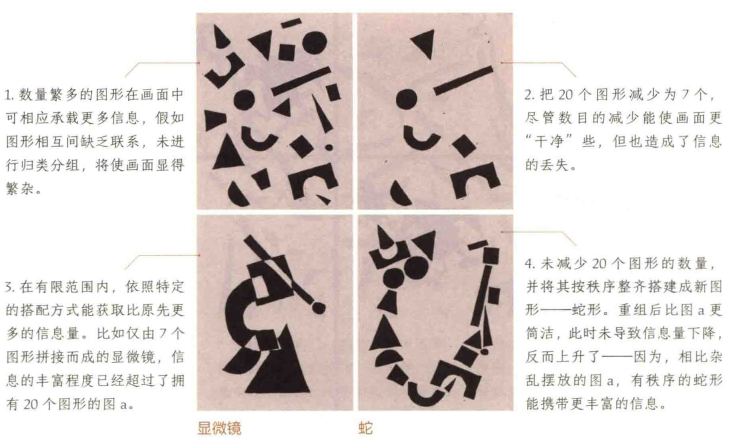 1. 数量繁多的图形在画面中
可相应承载更多信息，假如
图形相互间缺乏联系，未进
行归类分组，将使画面显得
繁杂。
2. 把 20 个图形减少为 7 个，
尽管数目的减少能使画面更
“干净”些，但也造成了信息
的丢失。
3. 在有限范围内，依照特定
的搭配方式能获取比原先更
多的信息量。比如仅由 7 个
图形拼接而成的显微镜，信
息的丰富程度已经超过了拥
有 20 个图形的图 a。
4. 未减少 20 个图形的数量，
并将其按秩序整齐搭建成新图
形——蛇形。重组后比图 a 更
简洁，此时未导致信息量下降，
反而上升了——因为，相比杂
乱摆放的图 a，有秩序的蛇形
能携带更丰富的信息。
显微镜
蛇